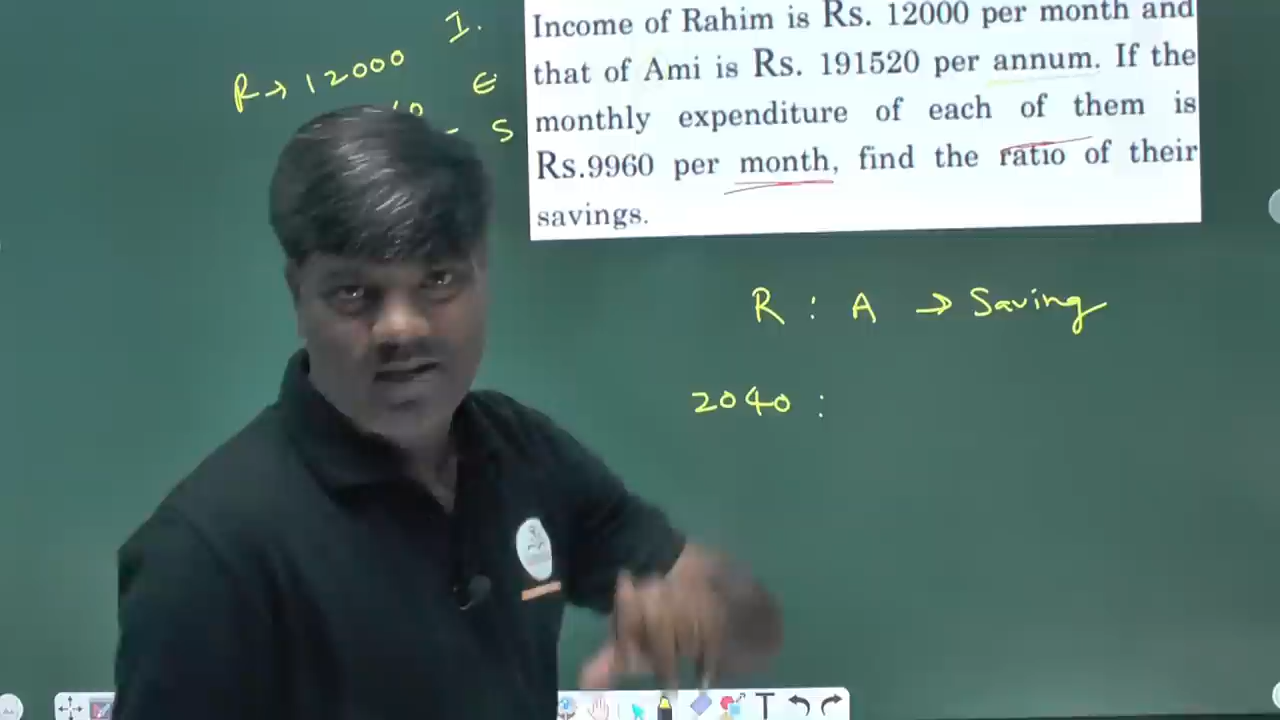 Income of Rahim is Rs. 12000 per month and
that of Ami is Rs. 191520 per annum. If the
monthly expenditure of each of them is
Rs.9960 per month, find the ratio of their
savings.
I.
R → 12000
E
- S
R : A → Saving
2040 :
T